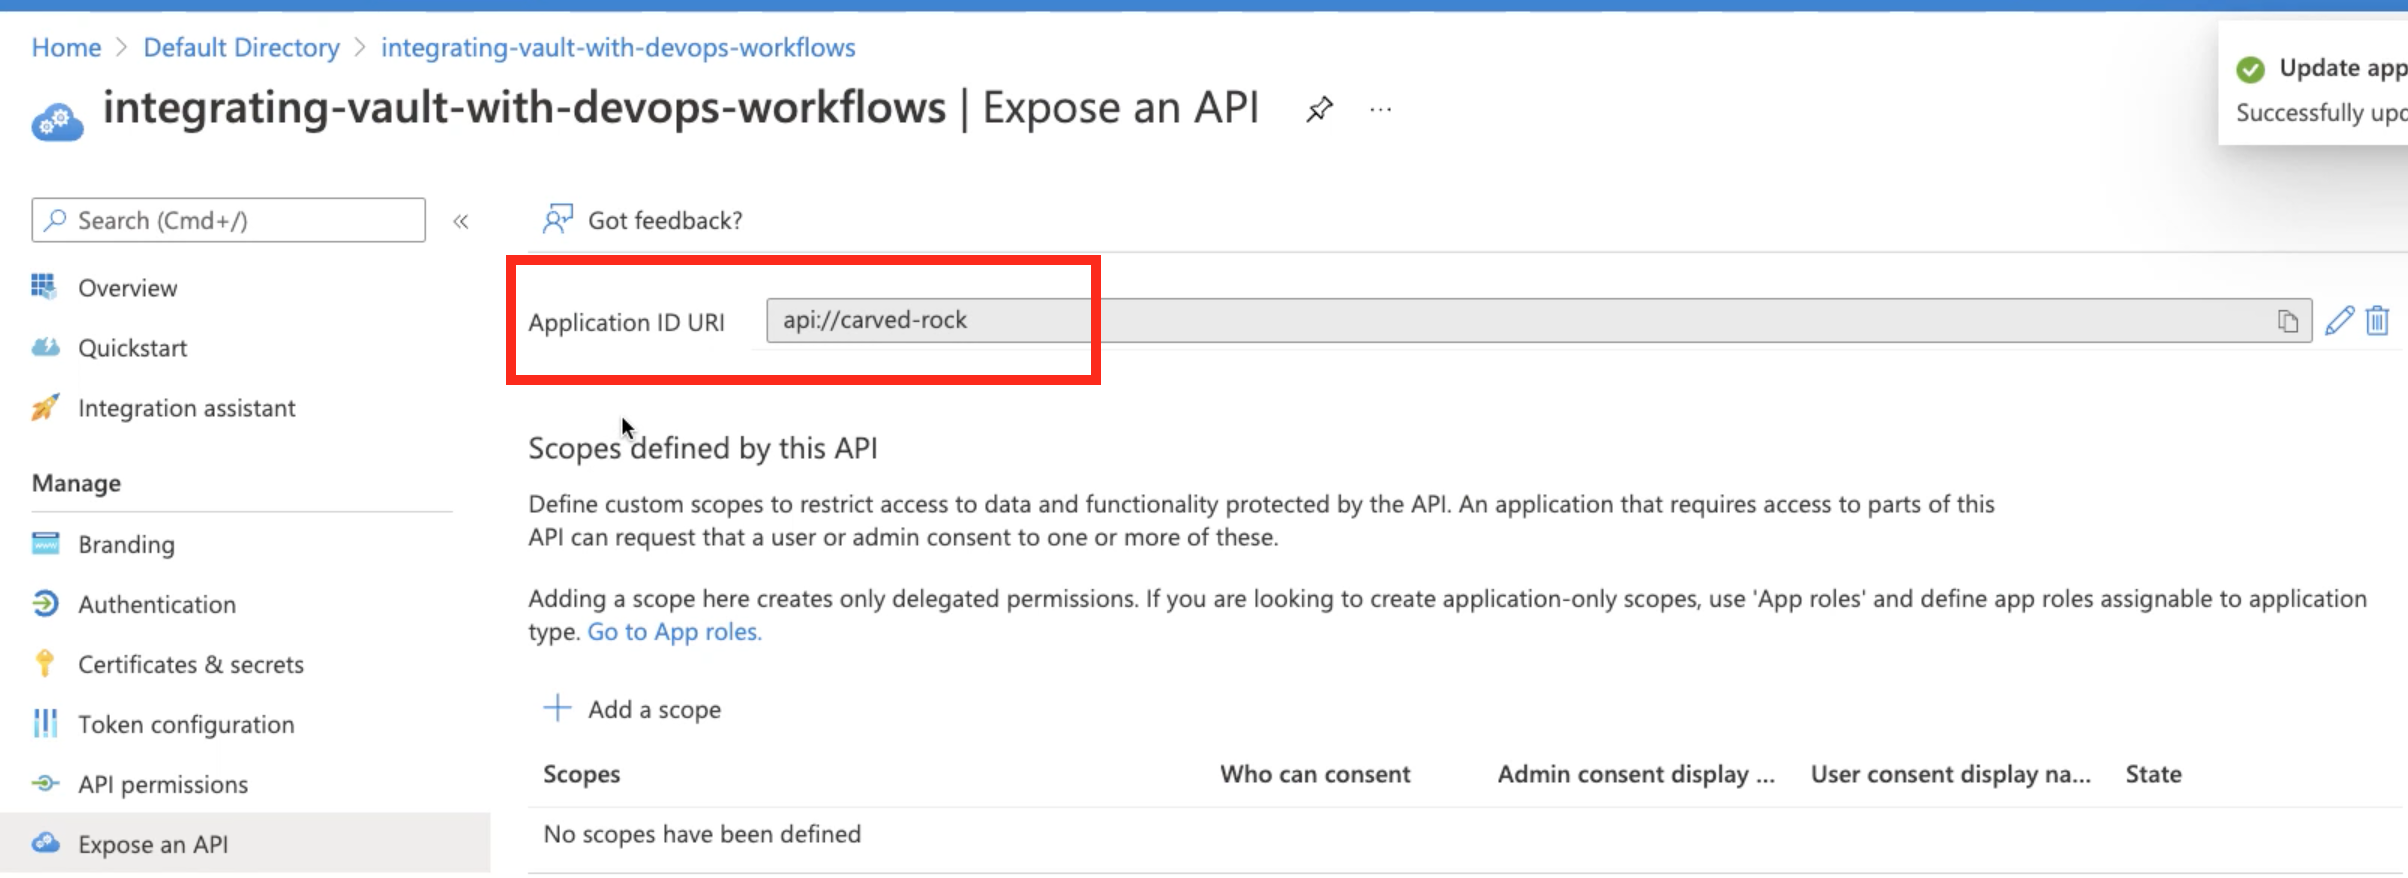 Home > Default Directory > integrating-vault-with-devops-workflows
integrating-vault-with-devops-workflows | Expose an API ...
Update app
Successfully upd
Search (Cmd+/)
«
Got feedback?
Overview
Application ID URI
api://carved-rock
Quickstart
Integration assistant
Scopes defined by this API
Manage
Define custom scopes to restrict access to data and functionality protected by the API. An application that requires access to parts of this
API can request that a user or admin consent to one or more of these.
Branding
Authentication
Adding a scope here creates only delegated permissions. If you are looking to create application-only scopes, use 'App roles' and define app roles assignable to application
type. Go to App roles.
Certificates & secrets
Add a scope
Token configuration
Scopes Who can consent Admin consent display ... User consent display na... State
API permissions
No scopes have been defined
Expose an API